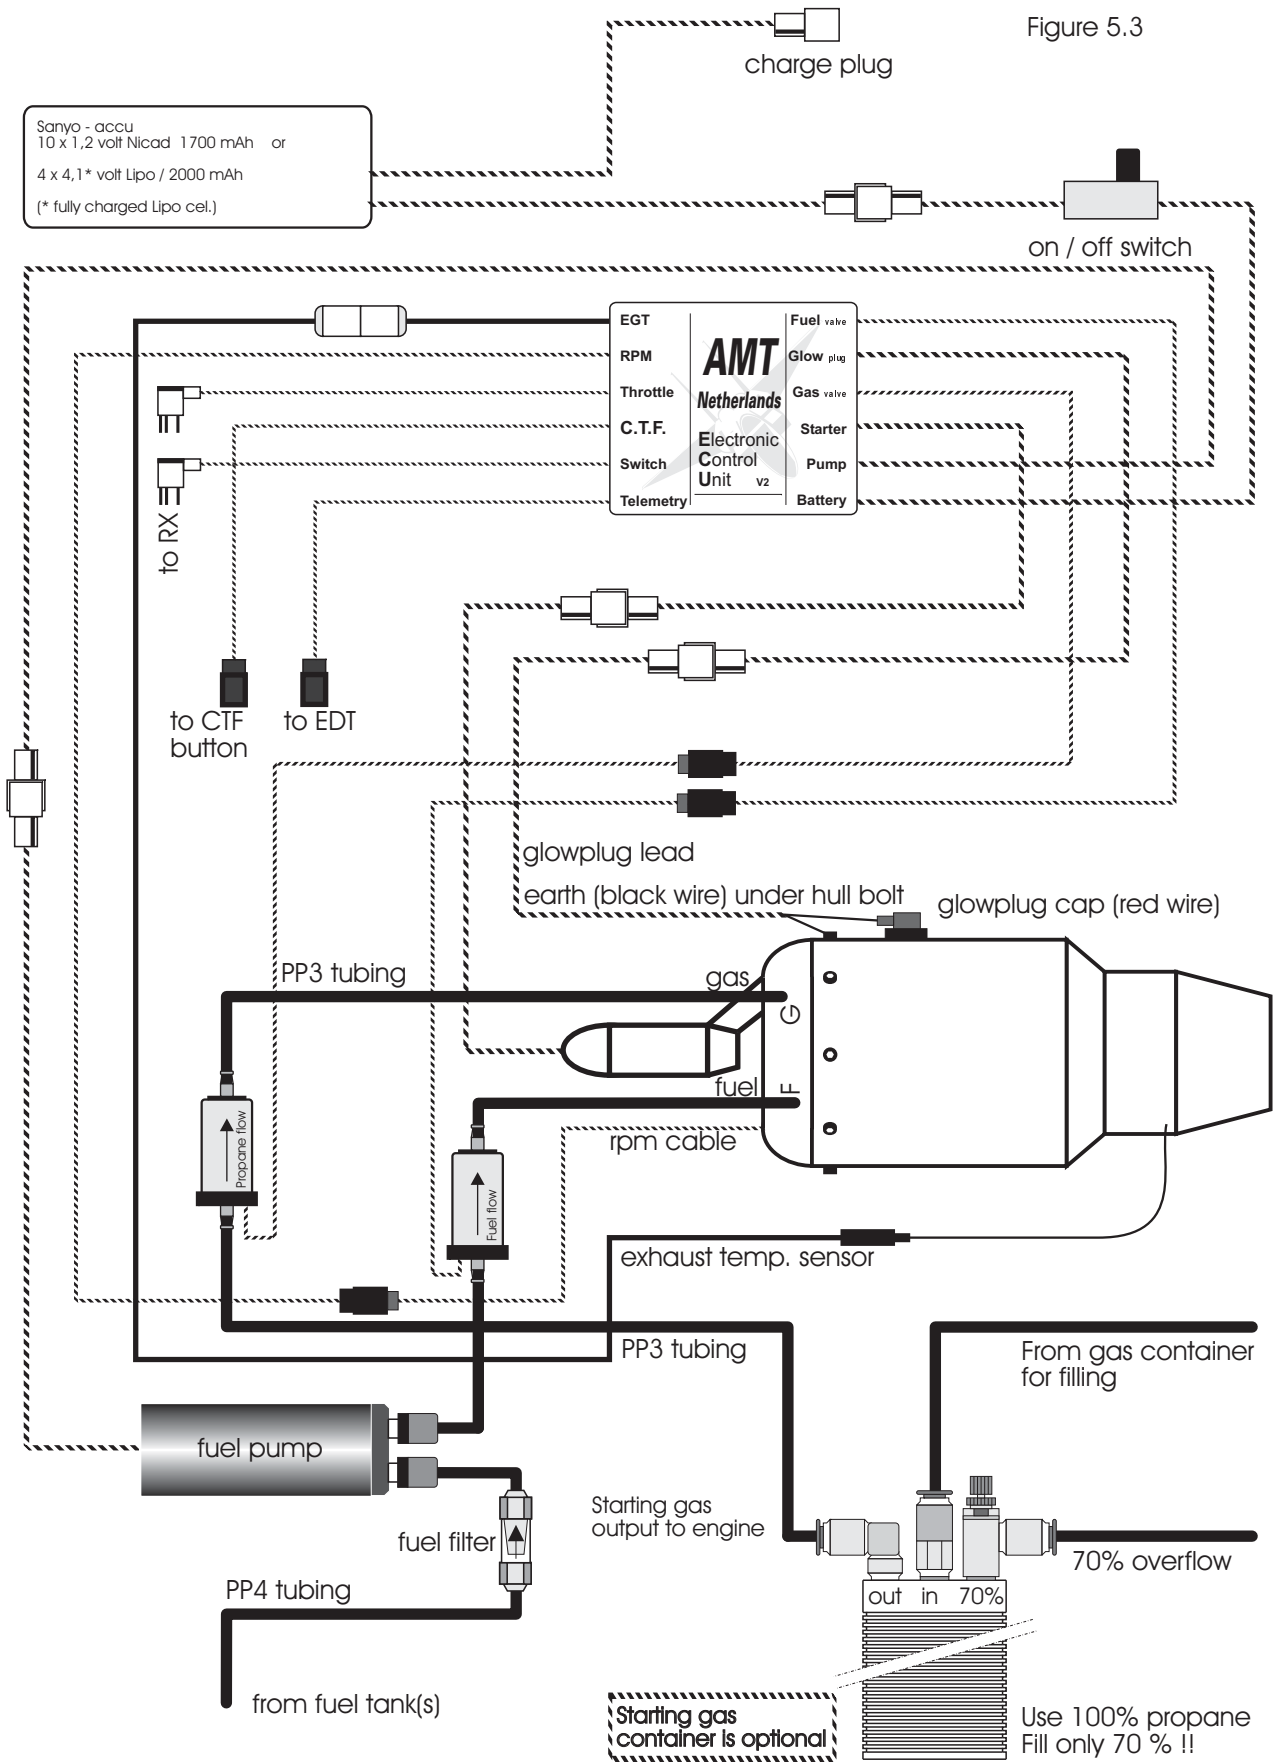 Figure 5.3
charge plug
Sanyo - accu
10 x 1,2 volt Nicad 1700 mAh or
4 x 4,1* volt Lipo / 2000 mAh
(* fully charged Lipo cel.)
on / off switch
EGT
RPM
Throttle
C.T.F.
Switch
Telemetry
AMT
Netherlands
Electronic
Control
Unit V2
Fuel valve
Glow plug
Gas valve
Starter
Pump
Battery
to RX
to CTF
button
to EDT
glowplug lead
earth (black wire) under hull bolt
glowplug cap (red wire)
PP3 tubing
gas
G
fuel
F
rpm cable
Propane flow
Fuel flow
exhaust temp. sensor
PP3 tubing
From gas container
for filling
fuel pump
Starting gas
output to engine
fuel filter
70% overflow
PP4 tubing
out in 70%
from fuel tank(s)
Starting gas
container is optional
Use 100% propane
Fill only 70 % !!